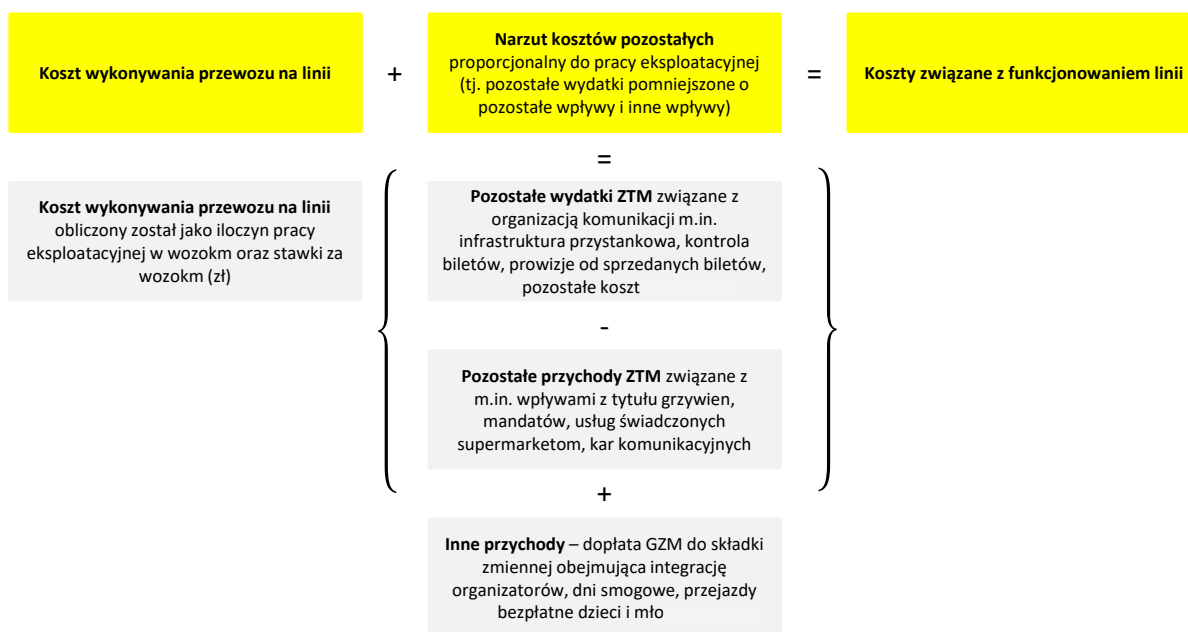 Koszt wykonywania przewozu na linii
+
Narzut kosztów pozostałych
proporcjonalny do pracy eksploatacyjnej
(tj. pozostałe wydatki pomniejszone o
pozostałe wpływy i inne wpływy)
=
Koszty związane z funkcjonowaniem linii
=
Koszt wykonywania przewozu na linii
obliczony został jako iloczyn pracy
eksploatacyjnej w wozokm oraz stawki za
wozokm (zł)
Pozostałe wydatki ZTM związane z
organizacją komunikacji m.in.
infrastruktura przystankowa, kontrola
biletów, prowizje od sprzedanych biletów,
pozostałe koszt
-
Pozostałe przychody ZTM związane z
m.in. wpływami z tytułu grzywien,
mandatów, usług świadczonych
supermarketom, kar komunikacyjnych
+
Inne przychody – dopłata GZM do składki
zmiennej obejmująca integrację
organizatorów, dni smogowe, przejazdy
bezpłatne dzieci i mło